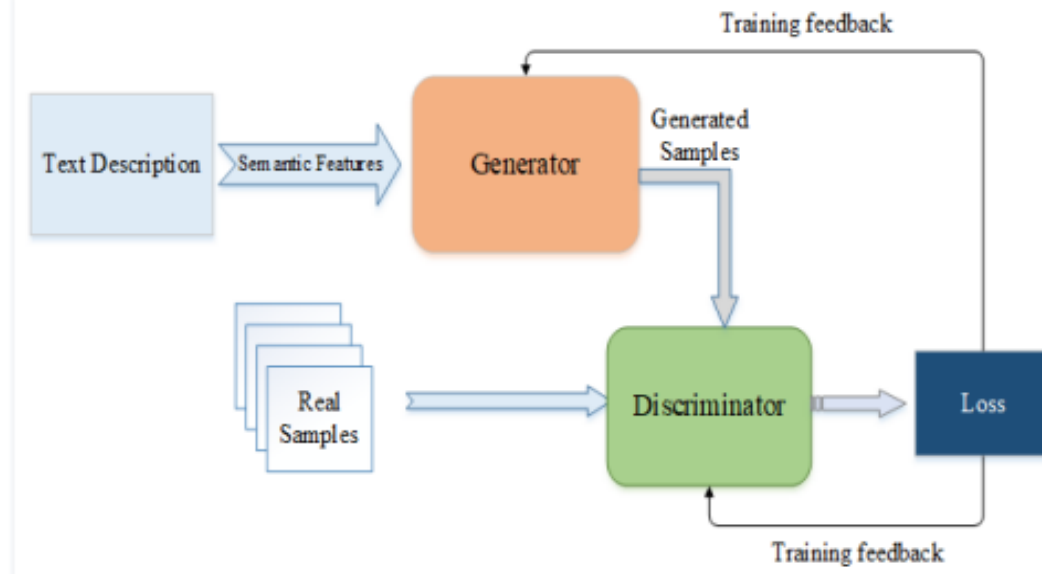 Training feedback
Text Description
Semantic Features
Generator
Generated
Samples
Real
Samples
Discriminator
Loss
Training feedback